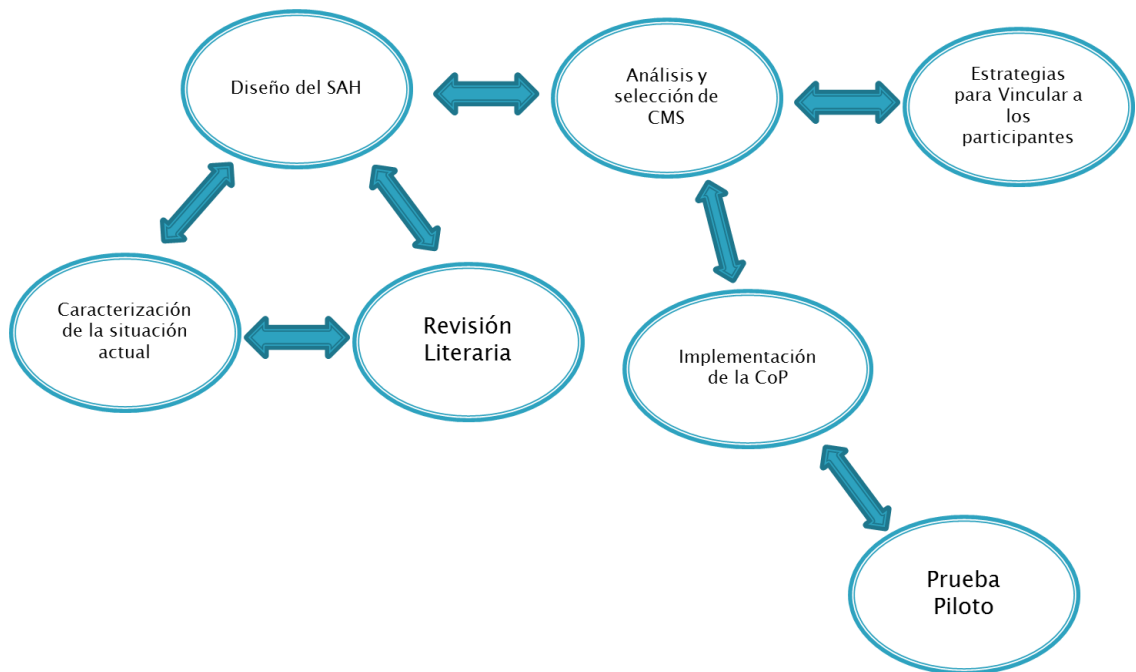 Diseño del SAH
Análisis y
selección de
CMS
Estrategias
para Vincular a
los
participantes
Caracterización
de la situación
actual
Revisión
Literaria
Implementación
de la CoP
Prueba
Piloto